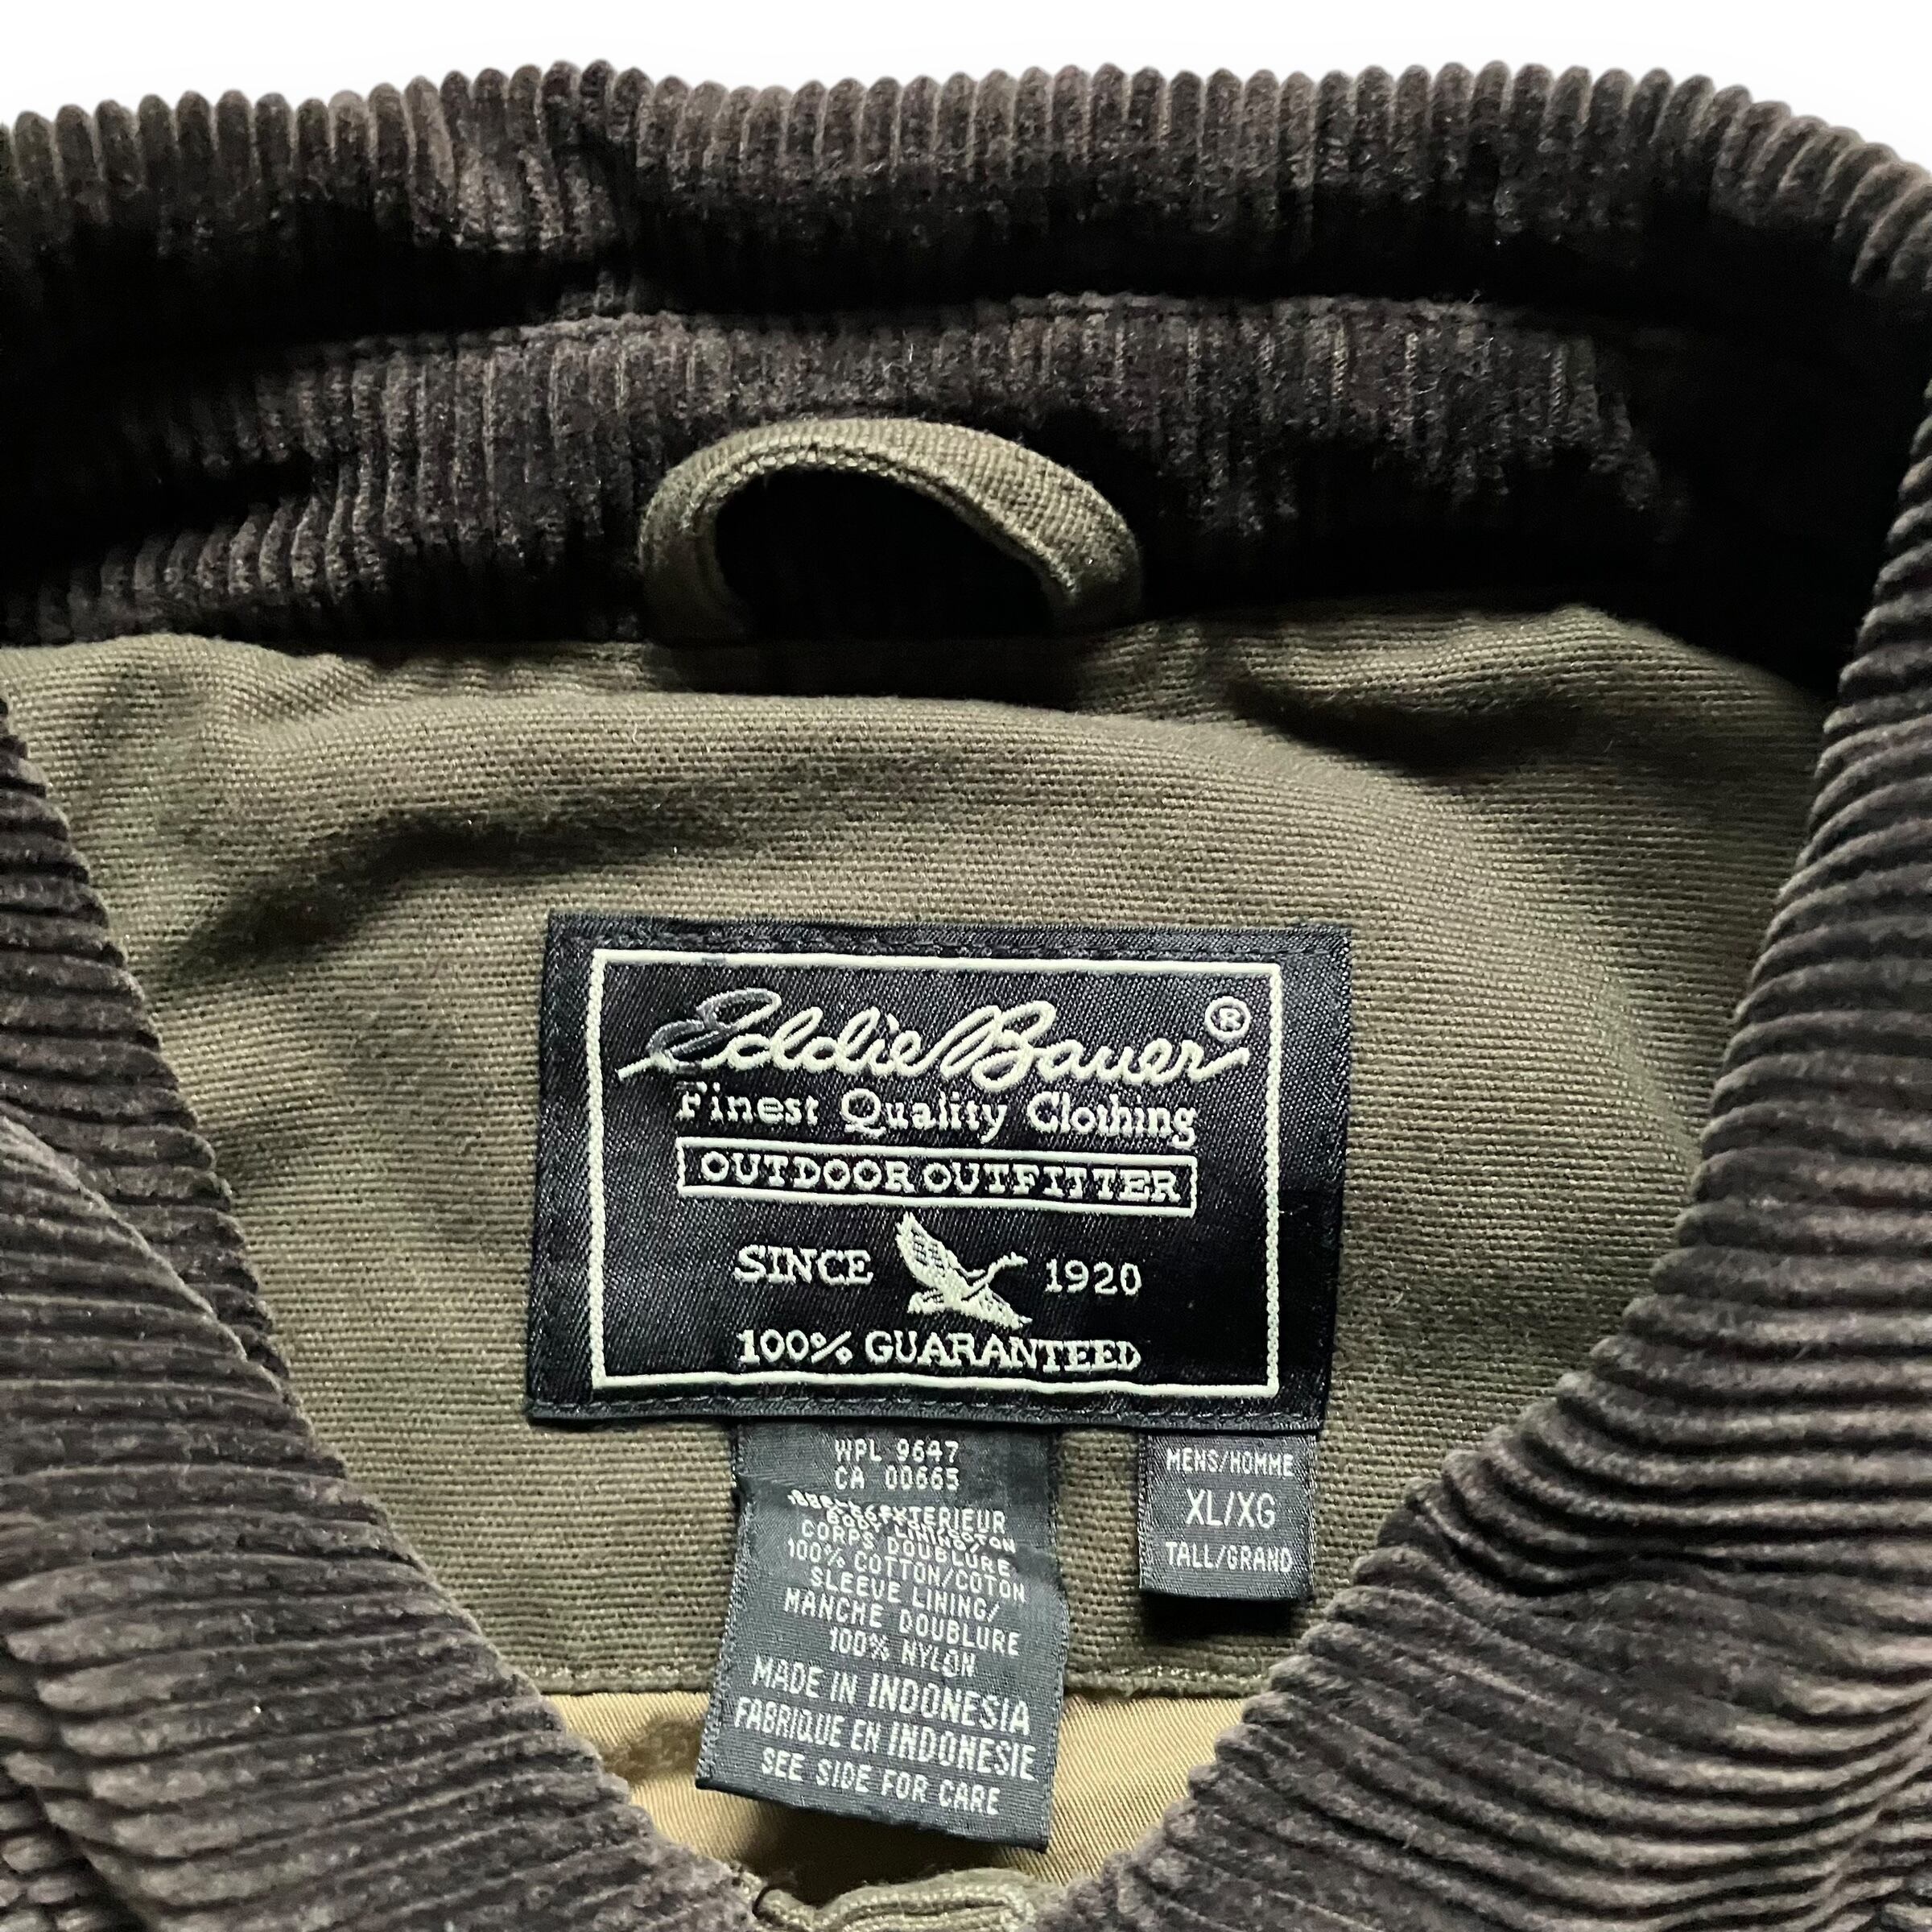 Eddie Bauer®
Finest Quality Clothing
OUTDOOR OUTFITTER
SINCE 1920
100% GUARANTEED
WPL 9647
CA 00665
CORPS DOUBLURE
100% COTTON/COTON
SLEEVE LINING/
MANCHE DOUBLURE
100% NYLON
MADE IN INDONESIA
FABRIQUE EN INDONESIE
SEE SIDE FOR CARE
MENS/HOMME
XL/XG
TALL/GRAND